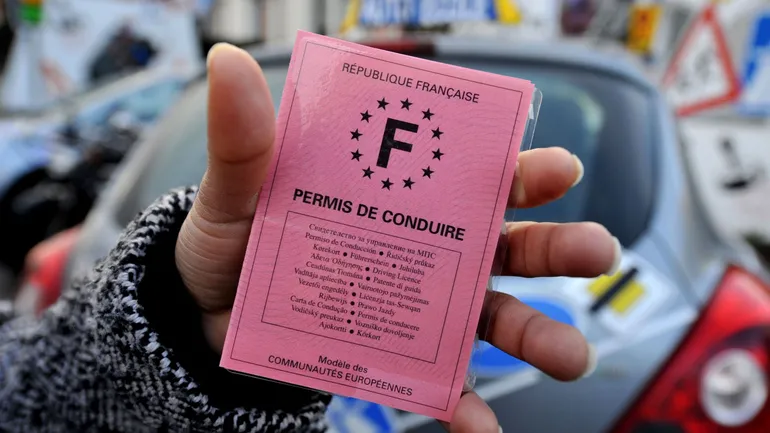 AUTO ECOLE
RÉPUBLIQUE FRANÇAISE
F
PERMIS DE CONDUIRE
Свидетелство за управление на МПС
Permiso de Conducción ● Řidičský průkaz
Kørekort ● Führerschein ● Juhiluba
Άδεια Οδήγησης ● Driving Licence
Ceadúnas Tiomána ● Patente di guida
Vadītāja apliecība ● Vairuotojo pažymėjimas
Vezetői engedély ● Liċenzja tas-Sewqan
Rijbewijs ● Prawo Jazdy
Carta de Condução ● Permis de conducere
Vodičský preukaz ● Vozniško dovoljenje
Ajokortti ● Körkort
Modèle des
COMMUNAUTÉS EUROPÉENNES